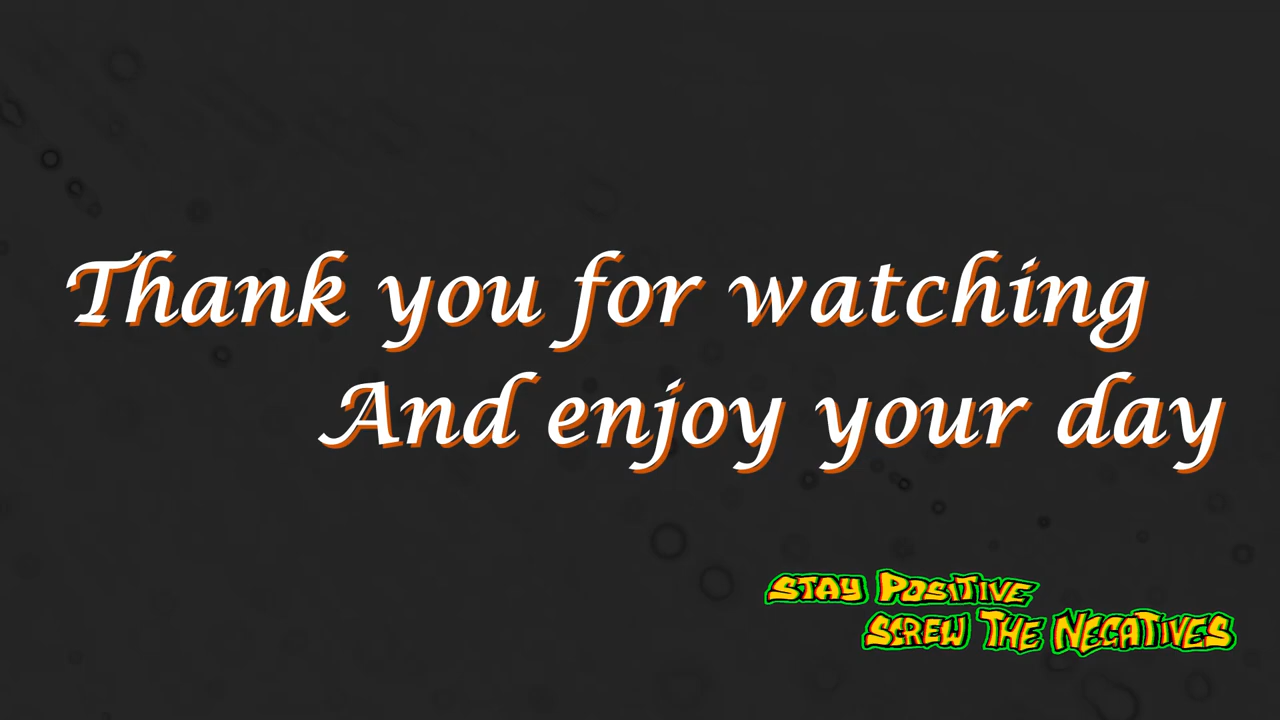 Thank you for watching
And enjoy your day
STAY POSITIVE
SCREW THE NEGATIVES